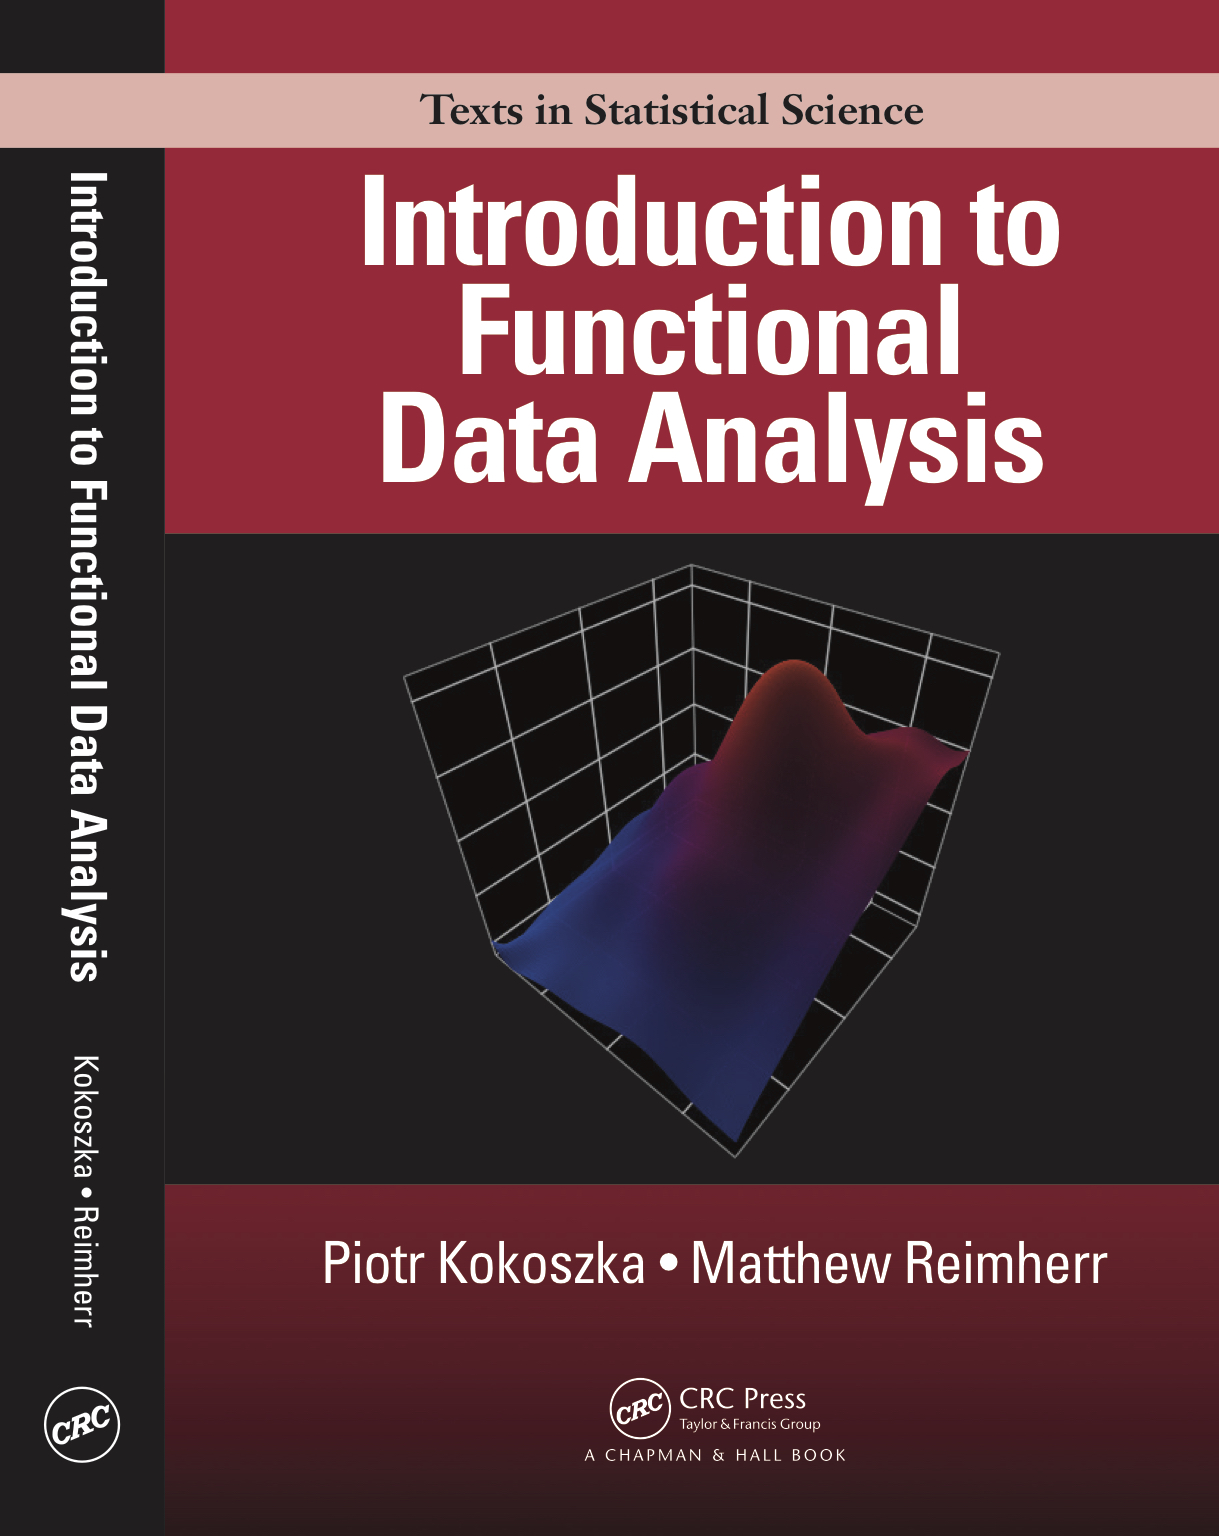 Texts in Statistical Science
Introduction to
Functional
Data Analysis
Piotr Kokoszka • Matthew Reimherr
CRC
CRC Press
Taylor & Francis Group
A CHAPMAN & HALL BOOK
Introduction to Functional Data Analysis
Kokoszka • Reimherr
CRC